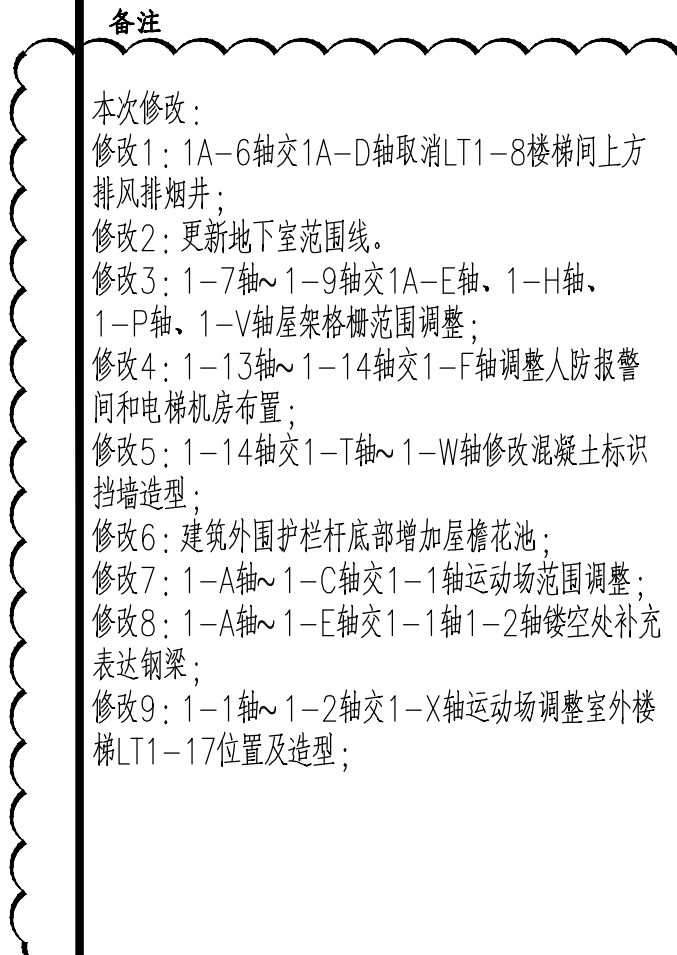 备注
本次修改：
修改1：1A-6轴交1A-D轴取消LT1-8楼梯间上方
排风排烟井；
修改2：更新地下室范围线。
修改3：1-7轴~1-9轴交1A-E轴、1-H轴、
1-P轴、1-V轴屋架格栅范围调整；
修改4：1-13轴~1-14轴交1-F轴调整人防报警
间和电梯机房布置；
修改5：1-14轴交1-T轴~1-W轴修改混凝土标识
挡墙造型；
修改6：建筑外围护栏杆底部增加屋檐花池；
修改7：1-A轴~1-C轴交1-1轴运动场范围调整；
修改8：1-A轴~1-E轴交1-1轴1-2轴镂空处补充
表达钢梁；
修改9：1-1轴~1-2轴交1-X轴运动场调整室外楼
梯LT1-17位置及造型；